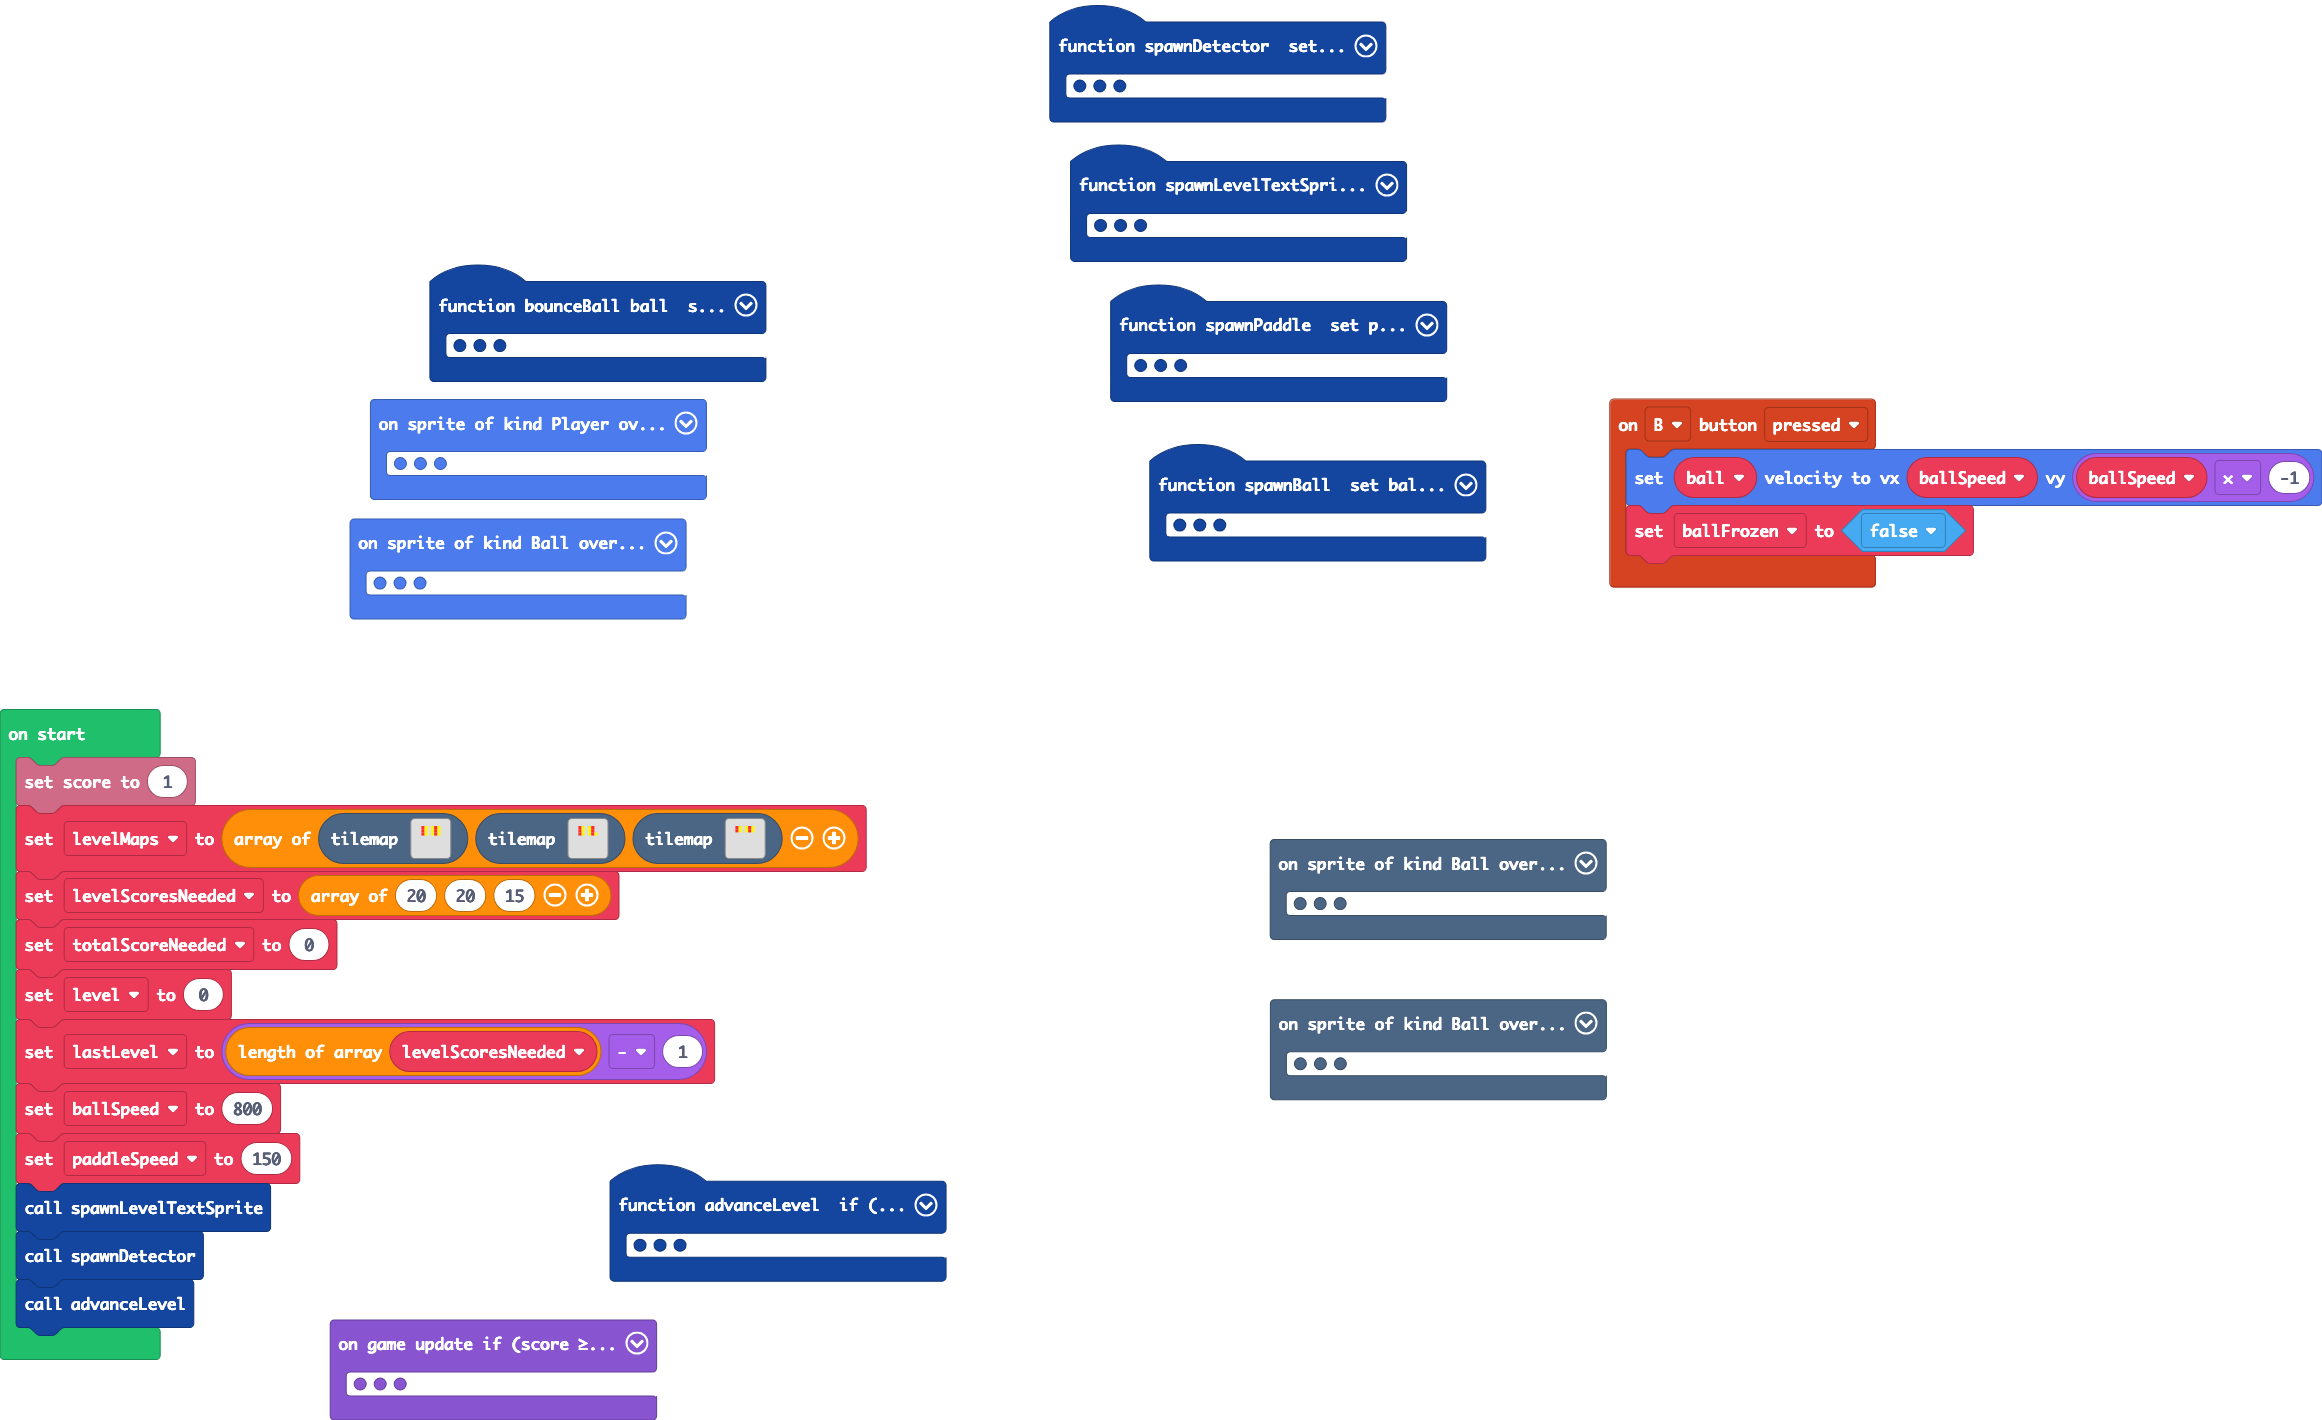 function spawnDetector set...
function spawnLevelTextSpri...
function bounceBall ball s...
function spawnPaddle set p...
on sprite of kind Player ov...
on B button pressed
set ball velocity to vx ballSpeed vy ballSpeed x -1
set ballFrozen to false
function spawnBall set bal...
on sprite of kind Ball over...
on start
set score to 1
set levelMaps to array of tilemap tilemap tilemap
set levelScoresNeeded to array of 20 20 15
set totalScoreNeeded to 0
set level to 0
set lastLevel to length of array levelScoresNeeded - 1
set ballSpeed to 800
set paddleSpeed to 150
call spawnLevelTextSprite
call spawnDetector
call advanceLevel
on sprite of kind Ball over...
on sprite of kind Ball over...
function advanceLevel if (...
on game update if (score ≥...